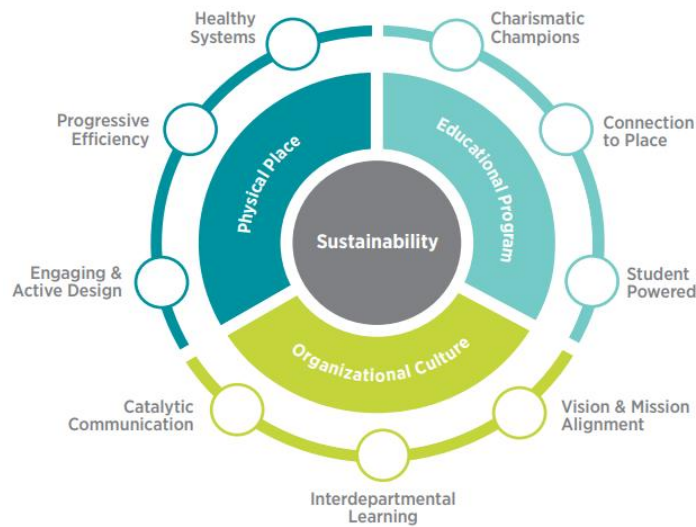 Healthy
Systems
Charismatic
Champions
Progressive
Efficiency
Connection
to Place
Physical Place
Educational Program
Sustainability
Engaging &
Active Design
Student
Powered
Organizational Culture
Catalytic
Communication
Vision & Mission
Alignment
Interdepartmental
Learning